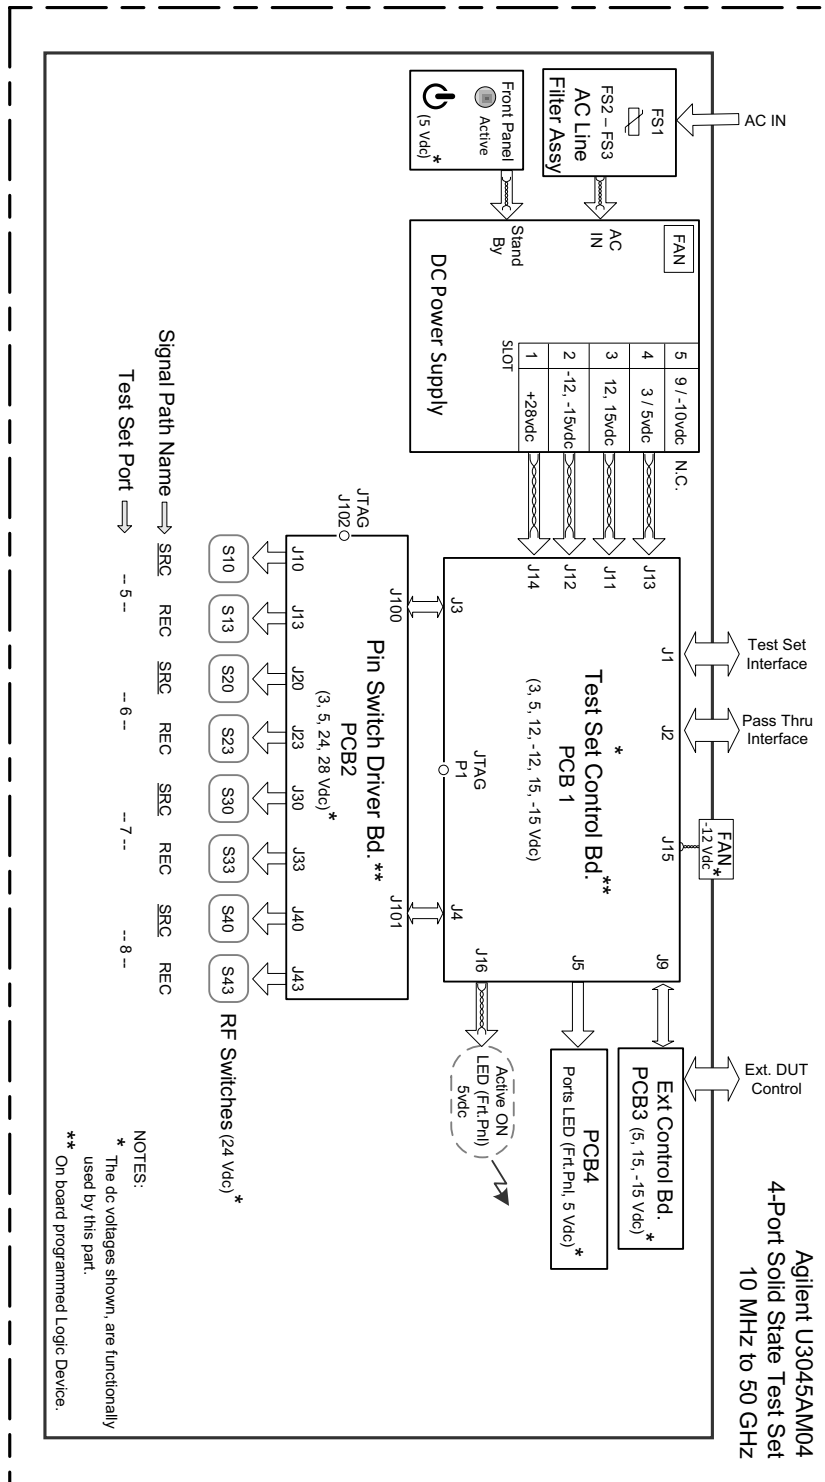 Agilent U3045AM04
4-Port Solid State Test Set
10 MHz to 50 GHz
AC IN
Test Set
Interface
Pass Thru
Interface
Ext. DUT
Control
FS1
FS2 – FS3
AC Line
Filter Assy
Front Panel
Active
(5 Vdc) *
FAN
AC
IN
Stand
By
DC Power Supply
5 9 / -10vdc N.C.
4 3 / 5vdc
3 12, 15vdc
2 -12, -15vdc
1 +28vdc
SLOT
J13
J11
J12
J14
J1
J2
J15
J9
FAN
-12 Vdc *
Test Set Control Bd. **
*
PCB 1
(3, 5, 12, -12, 15, -15 Vdc)
JTAG
P1
J3
J4
J16
J5
Ext Control Bd.
PCB3 (5, 15, -15 Vdc) *
PCB4
Ports LED (Frt.Pnl, 5 Vdc) *
Active ON
LED (Frt.Pnl)
5vdc
J100
J101
JTAG
J102
Pin Switch Driver Bd. **
PCB2
(3, 5, 24, 28 Vdc) *
J10 J13 J20 J23 J30 J33 J40 J43
S10 S13 S20 S23 S30 S33 S40 S43 RF Switches (24 Vdc) *
Signal Path Name SRC REC SRC REC SRC REC SRC REC
Test Set Port -- 5 -- -- 6 -- -- 7 -- -- 8 --
NOTES:
* The dc voltages shown, are functionally
used by this part.
** On board programmed Logic Device.